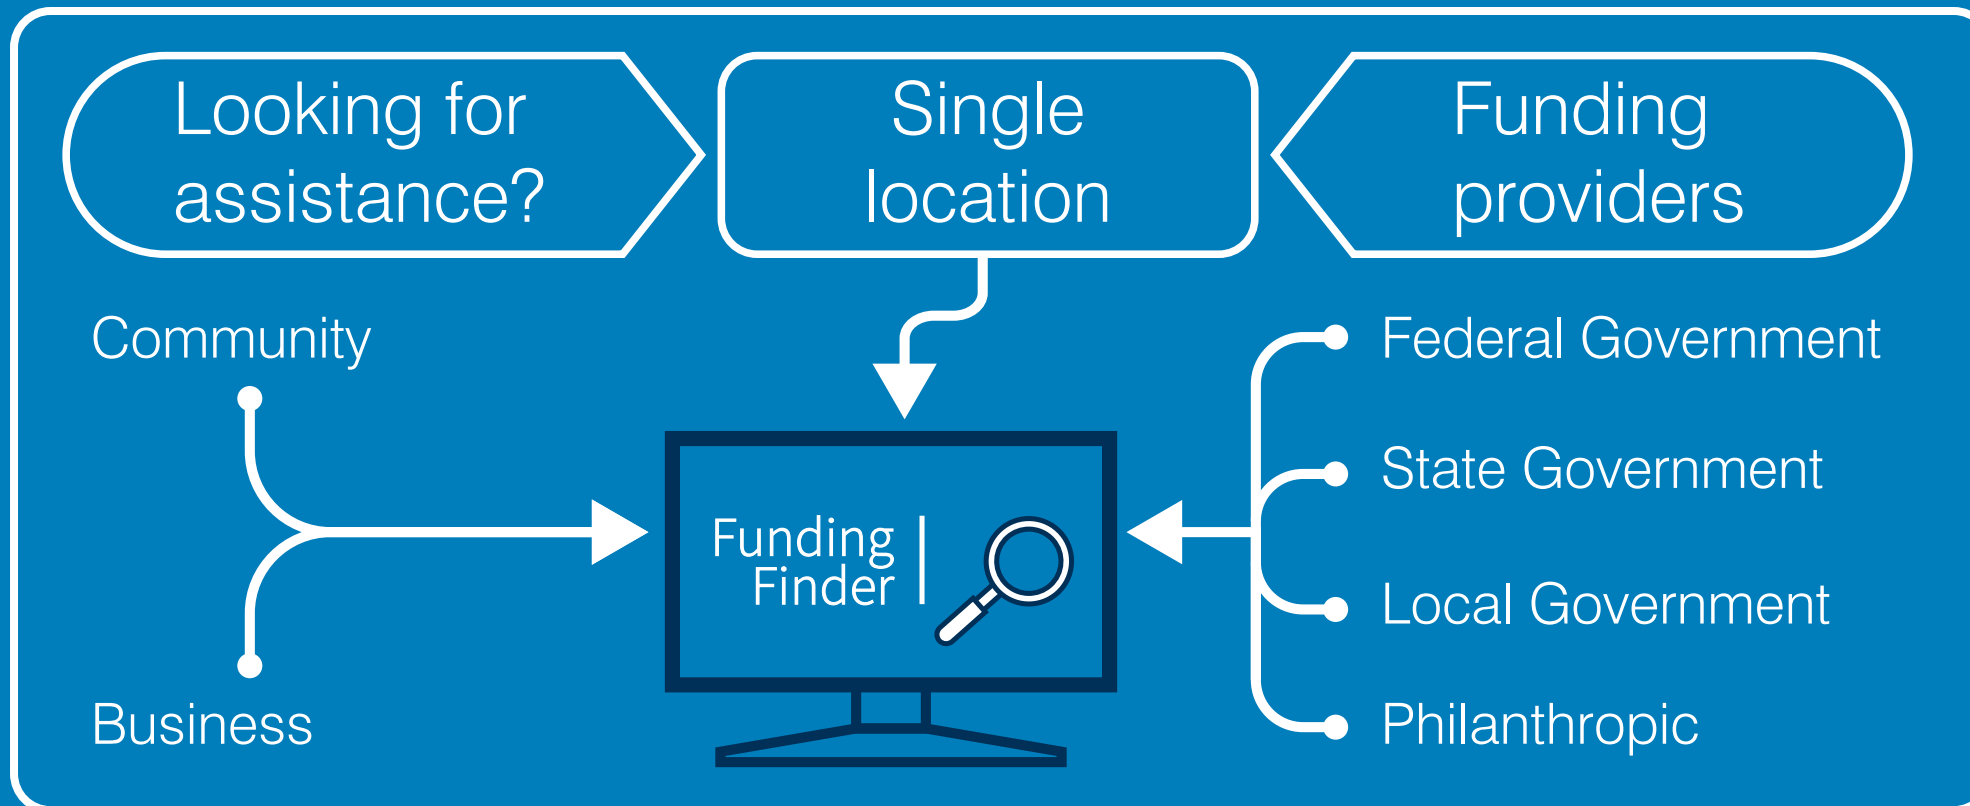 Looking for
assistance?
Single
location
Funding
providers
Community
Business
Funding
Finder
Federal Government
State Government
Local Government
Philanthropic